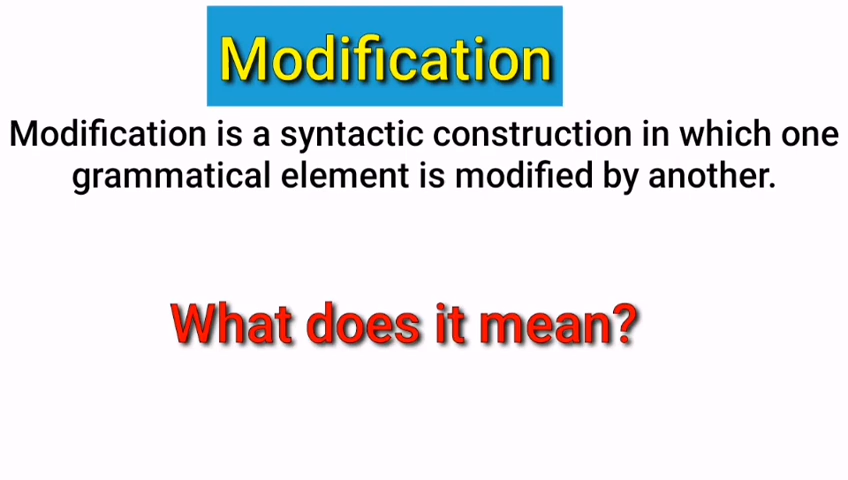 Modification
Modification is a syntactic construction in which one
grammatical element is modified by another.
What does it mean?